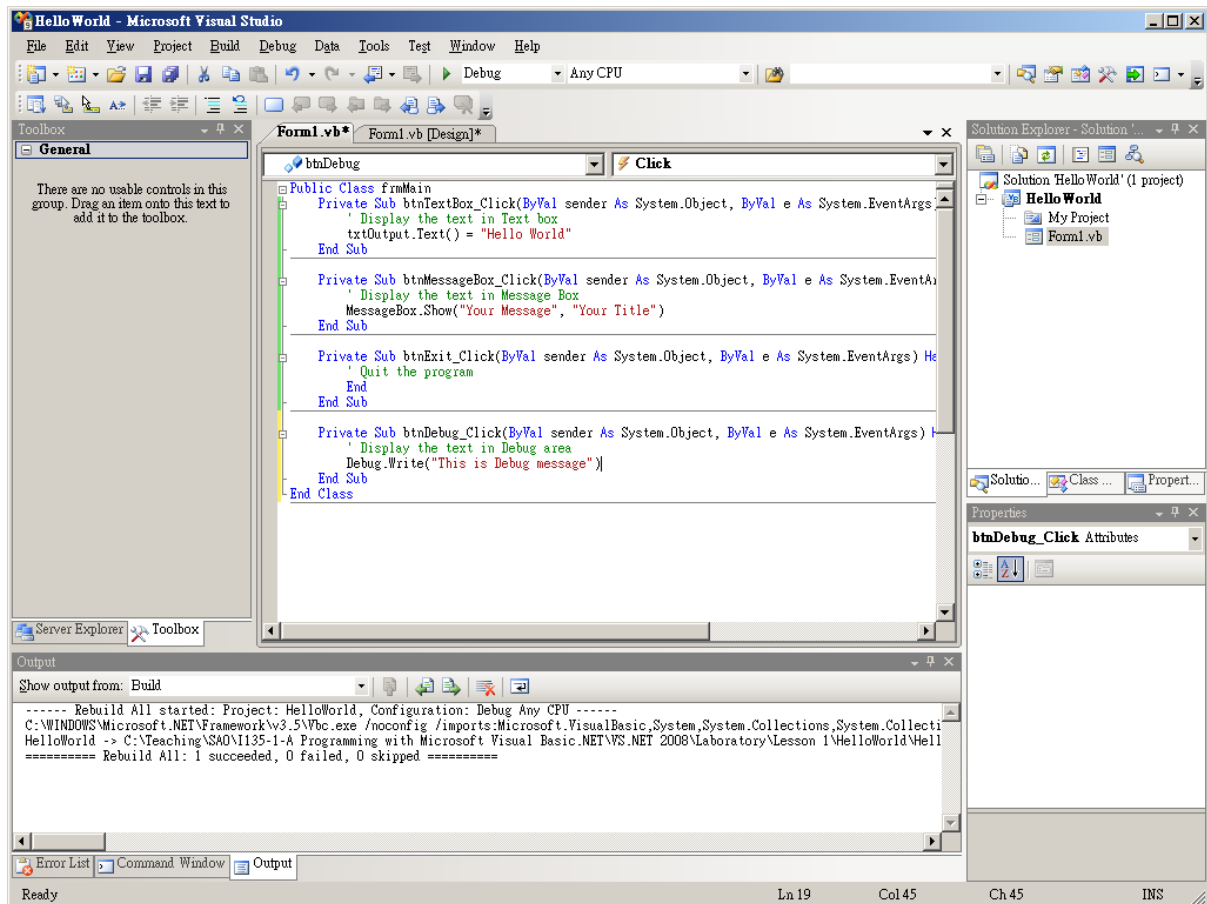 HelloWorld - Microsoft Visual Studio
File Edit View Project Build Debug Data Tools Test Window Help
Debug Any CPU
Toolbox
General
There are no usable controls in this
group. Drag an item onto this text to
add it to the toolbox.
Server Explorer Toolbox
Form1.vb* Form1.vb [Design]*
btnDebug Click
Public Class frmMain
Private Sub btnTextBox_Click(ByVal sender As System.Object, ByVal e As System.EventArgs)
' Display the text in Text box
txtOutput.Text() = "Hello World"
End Sub
Private Sub btnMessageBox_Click(ByVal sender As System.Object, ByVal e As System.EventAr
' Display the text in Message Box
MessageBox.Show("Your Message", "Your Title")
End Sub
Private Sub btnExit_Click(ByVal sender As System.Object, ByVal e As System.EventArgs) Ha
' Quit the program
End
End Sub
Private Sub btnDebug_Click(ByVal sender As System.Object, ByVal e As System.EventArgs) H
' Display the text in Debug area
Debug.Write("This is Debug message")
End Sub
End Class
Solution Explorer - Solution '...
Solution 'HelloWorld' (1 project)
HelloWorld
My Project
Form1.vb
Solutio... Class ... Propert...
Properties
btnDebug_Click Attributes
Output
Show output from: Build
------ Rebuild All started: Project: HelloWorld, Configuration: Debug Any CPU ------
C:\WINDOWS\Microsoft.NET\Framework\v3.5\Vbc.exe /noconfig /imports:Microsoft.VisualBasic,System,System.Collections,System.Collecti
HelloWorld -> C:\Teaching\SAO\I135-1-A Programming with Microsoft Visual Basic.NET\VS.NET 2008\Laboratory\Lesson 1\HelloWorld\Hell
========== Rebuild All: 1 succeeded, 0 failed, 0 skipped ==========
Error List Command Window Output
Ready Ln 19 Col 45 Ch 45 INS